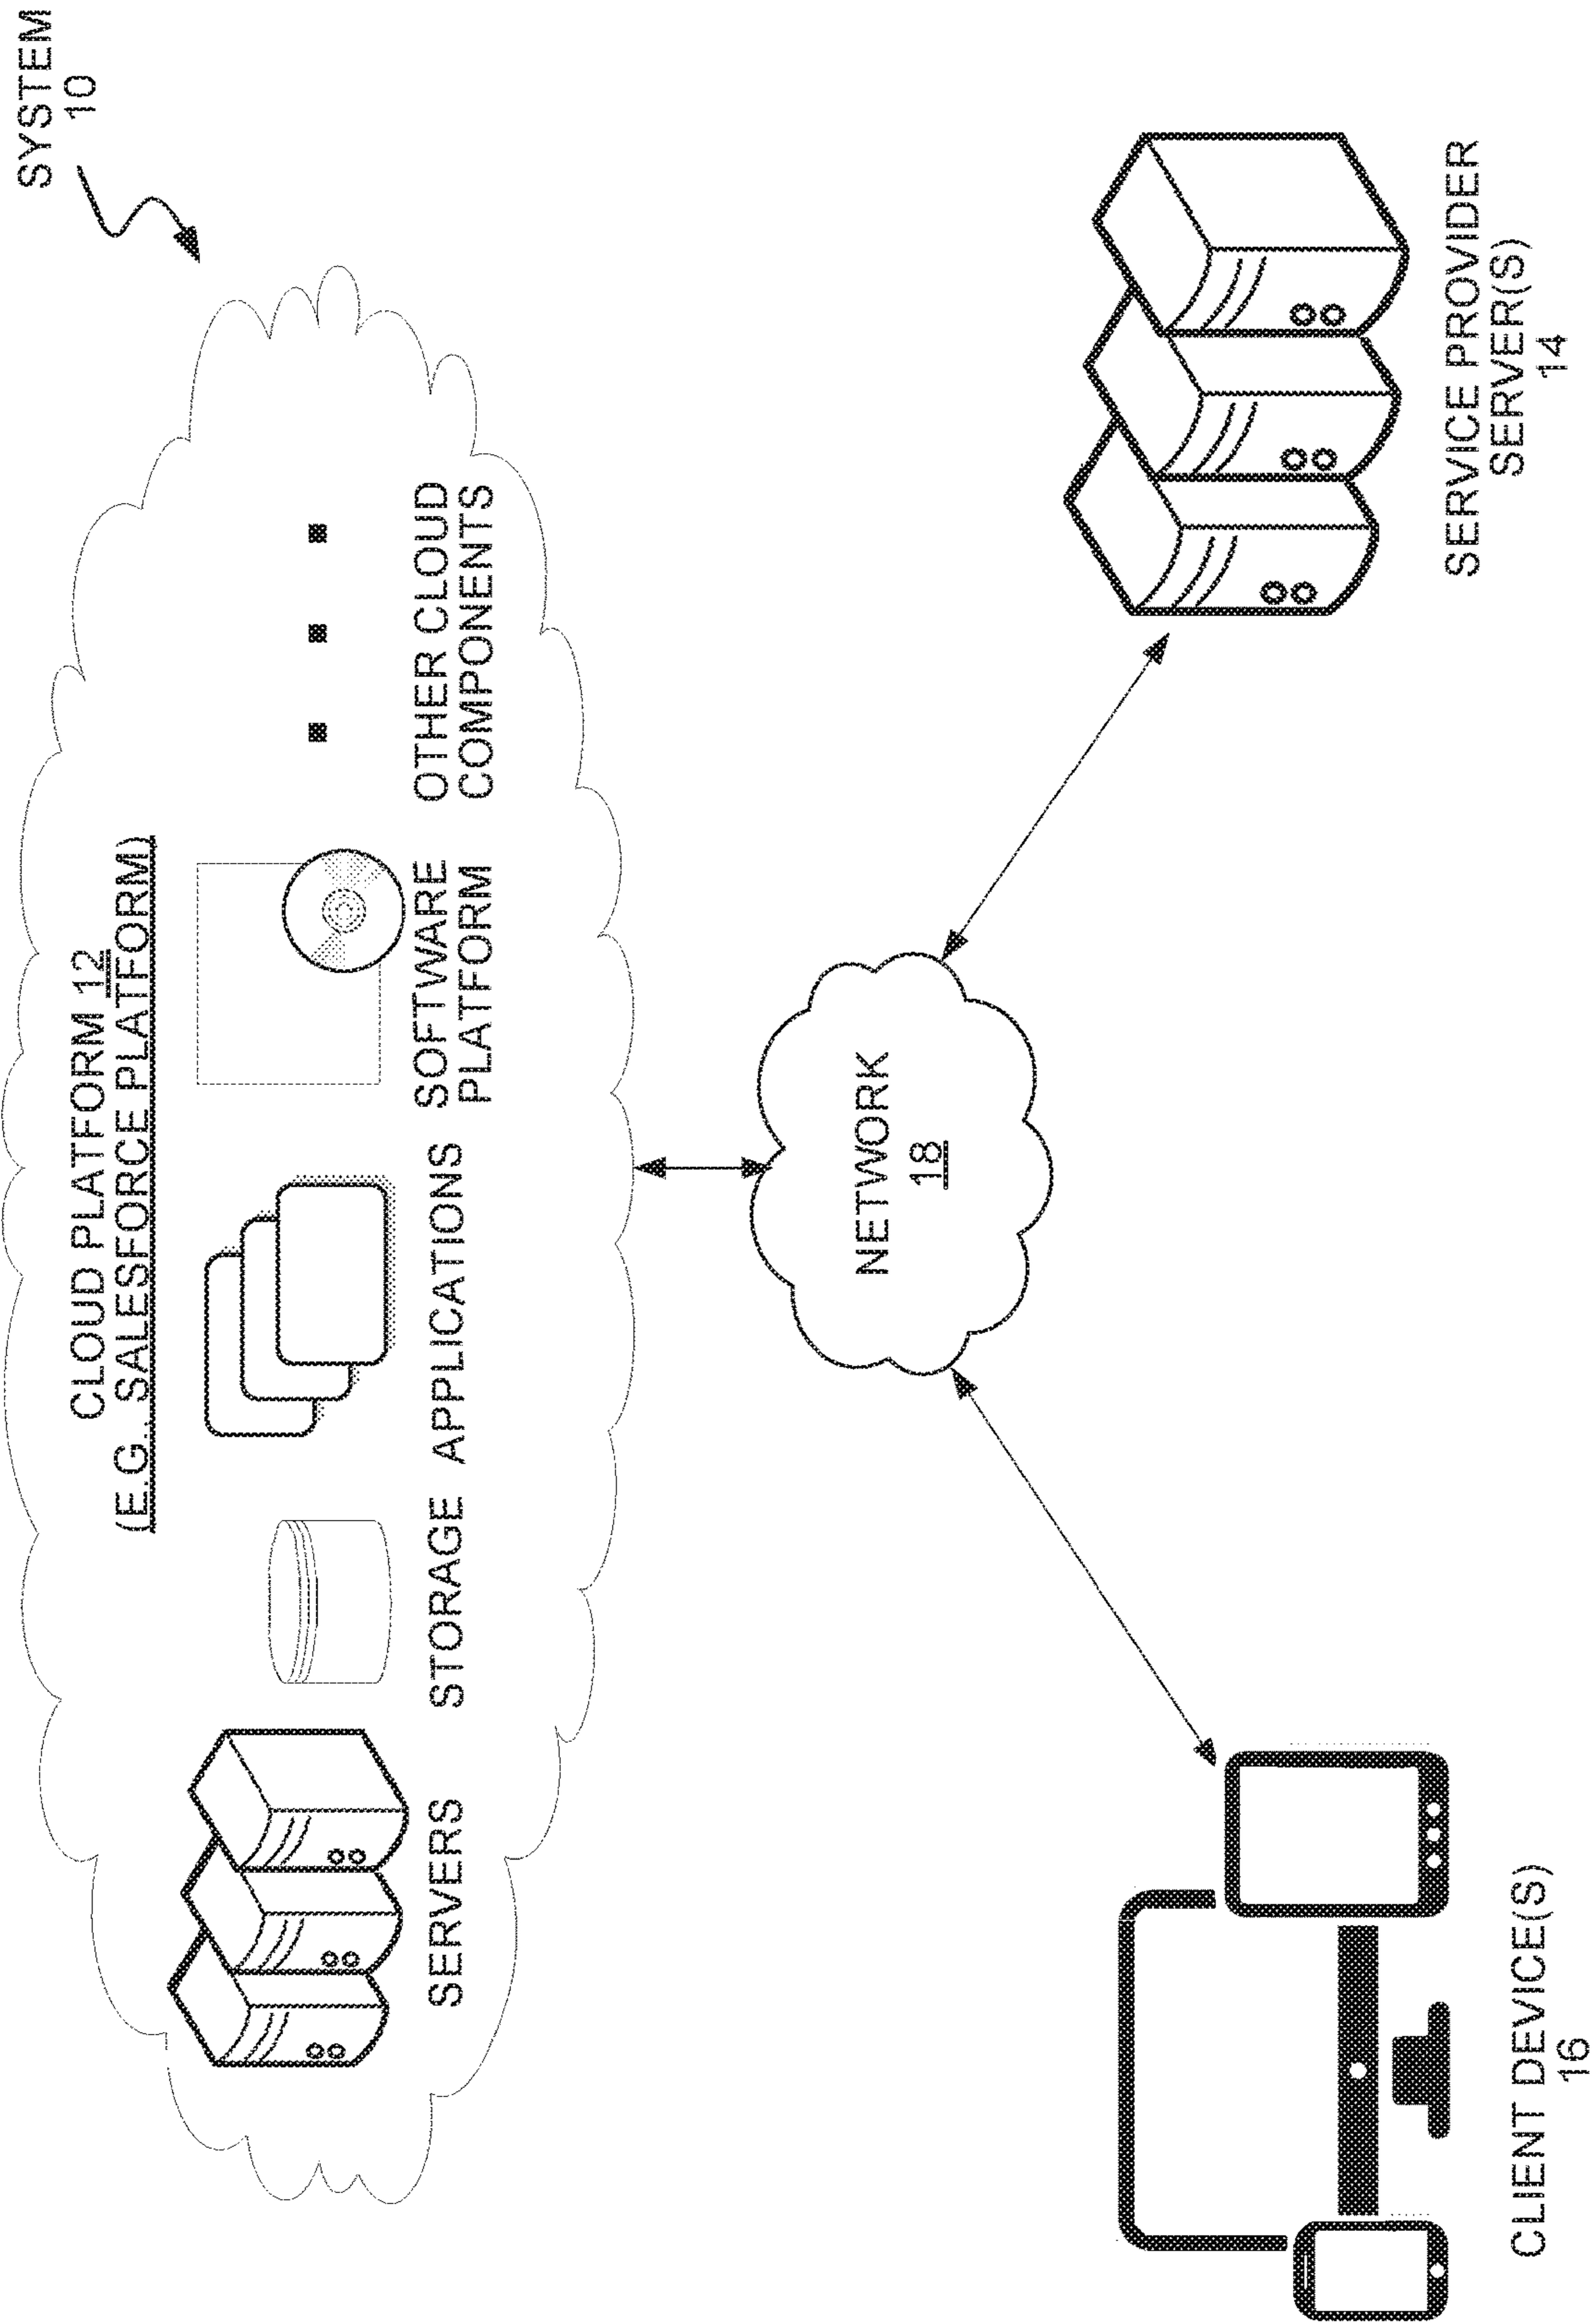 SYSTEM
10
CLOUD PLATFORM 12
(E.G., SALESFORCE PLATFORM)
SERVERS
STORAGE
APPLICATIONS
SOFTWARE
PLATFORM
OTHER CLOUD
COMPONENTS
NETWORK
18
CLIENT DEVICE(S)
16
SERVICE PROVIDER
SERVER(S)
14